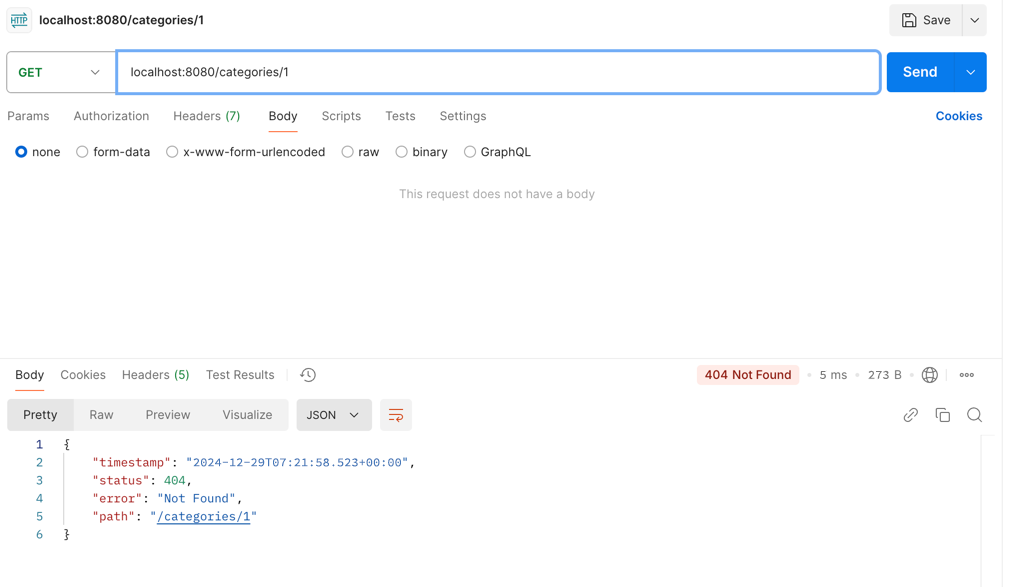 HTTP localhost:8080/categories/1 Save
GET localhost:8080/categories/1 Send
Params Authorization Headers (7) Body Scripts Tests Settings Cookies
none form-data x-www-form-urlencoded raw binary GraphQL
This request does not have a body
Body Cookies Headers (5) Test Results 404 Not Found • 5 ms • 273 B •
Pretty Raw Preview Visualize JSON
1 {
2 "timestamp": "2024-12-29T07:21:58.523+00:00",
3 "status": 404,
4 "error": "Not Found",
5 "path": "/categories/1"
6 }